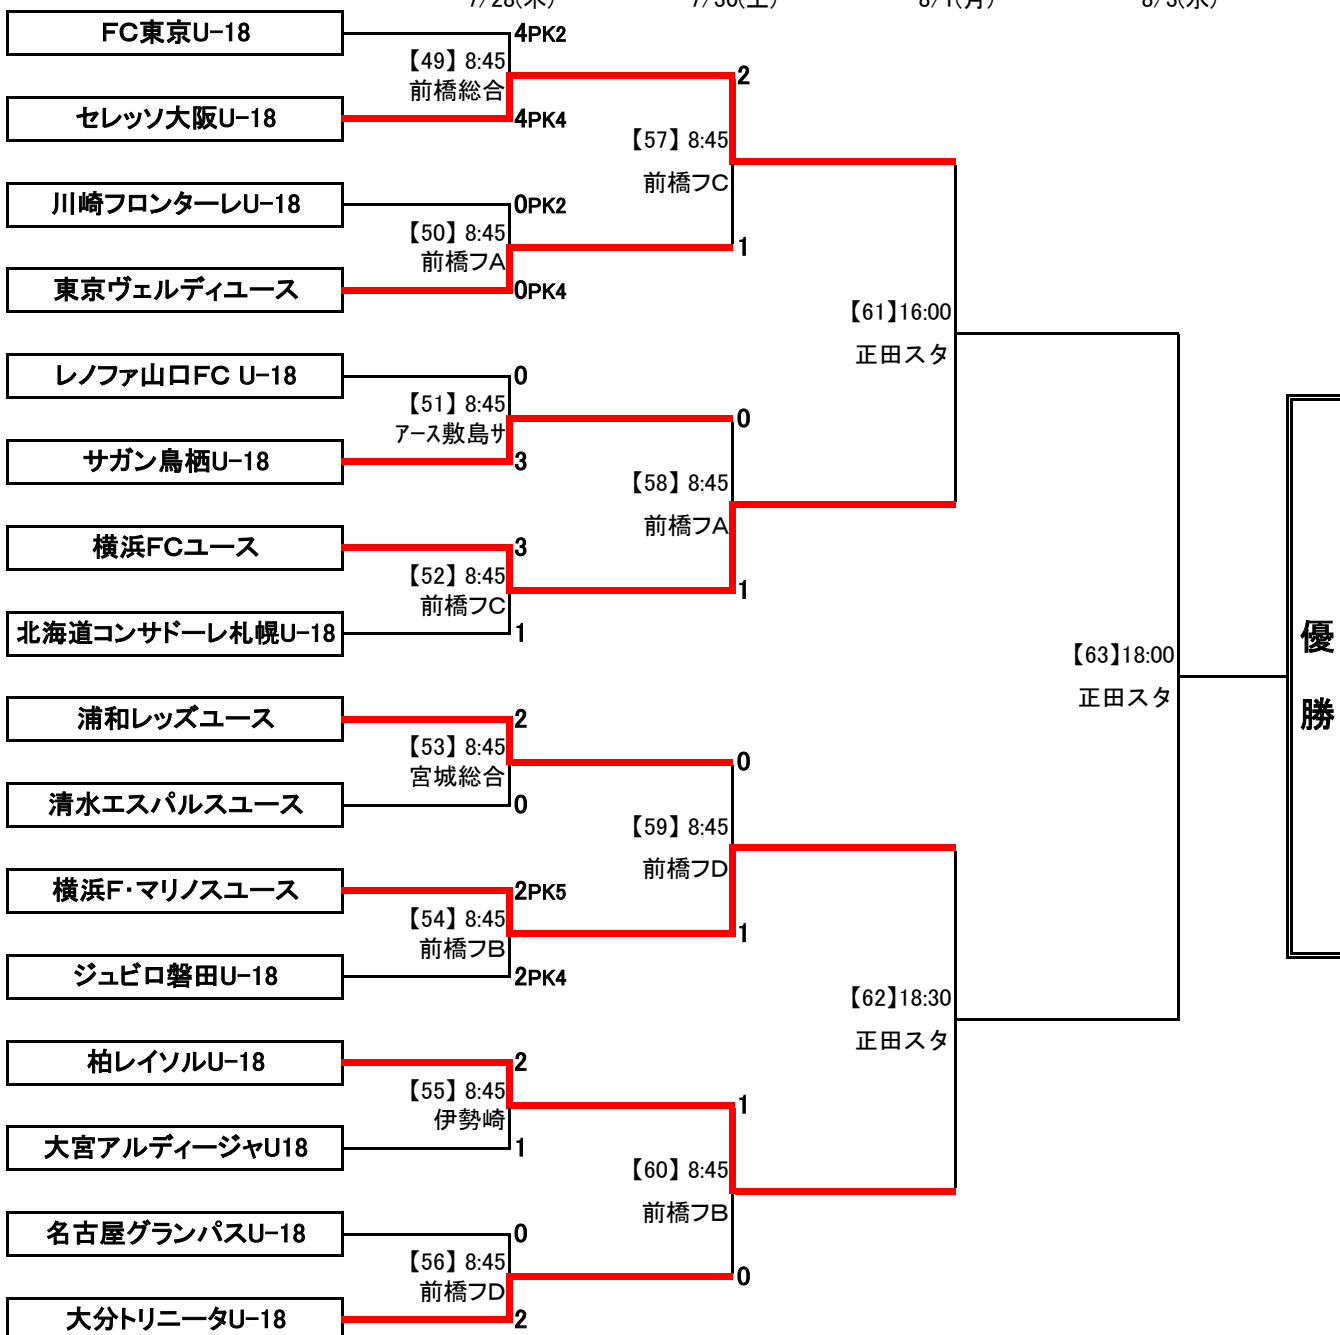 7/28(木) 7/30(土) 8/1(月) 8/3(水)
FC東京U-18
4PK2
【49】 8:45
前橋総合
セレッソ大阪U-18
4PK4
2
【57】 8:45
前橋フC
川崎フロンターレU-18
0PK2
【50】 8:45
前橋フA
東京ヴェルディユース
0PK4
1
【61】16:00
正田スタ
レノファ山口FC U-18
0
【51】 8:45
アース敷島サ
サガン鳥栖U-18
3
0
【58】 8:45
前橋フA
横浜FCユース
3
【52】 8:45
前橋フC
北海道コンサドーレ札幌U-18
1
1
【63】18:00
正田スタ
優
勝
浦和レッズユース
2
【53】 8:45
宮城総合
清水エスパルスユース
0
0
【59】 8:45
前橋フD
横浜F・マリノスユース
2PK5
【54】 8:45
前橋フB
ジュビロ磐田U-18
2PK4
1
【62】18:30
正田スタ
柏レイソルU-18
2
【55】 8:45
伊勢崎
大宮アルディージャU18
1
1
【60】 8:45
前橋フB
名古屋グランパスU-18
0
【56】 8:45
前橋フD
大分トリニータU-18
2
0